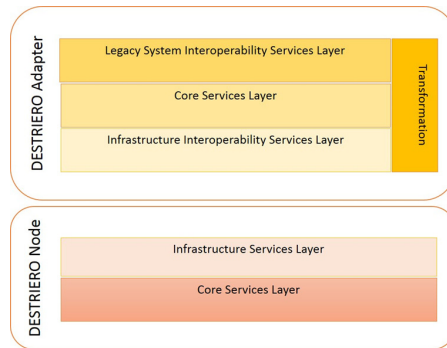 DESTRIERO Adapter
Legacy System Interoperability Services Layer
Core Services Layer
Infrastructure Interoperability Services Layer
Transformation
DESTRIERO Node
Infrastructure Services Layer
Core Services Layer